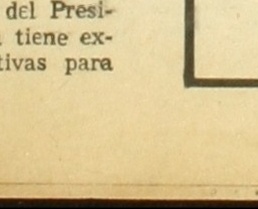 del Presi-
tiene ex-
tivas para